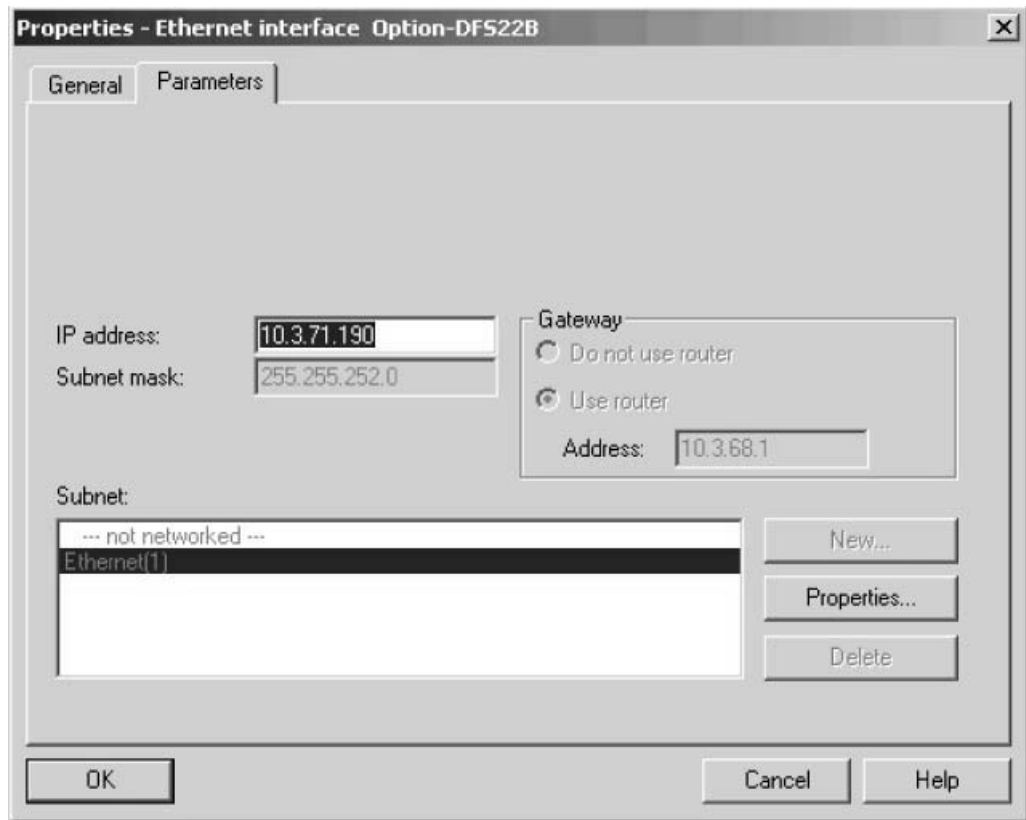 Properties - Ethernet interface Option-DFS22B
General
Parameters
IP address:
10.3.71.190
Subnet mask:
255.255.252.0
Gateway
Do not use router
Use router
Address:
10.3.68.1
Subnet:
--- not networked ---
Ethernet(1)
New...
Properties...
Delete
OK
Cancel
Help